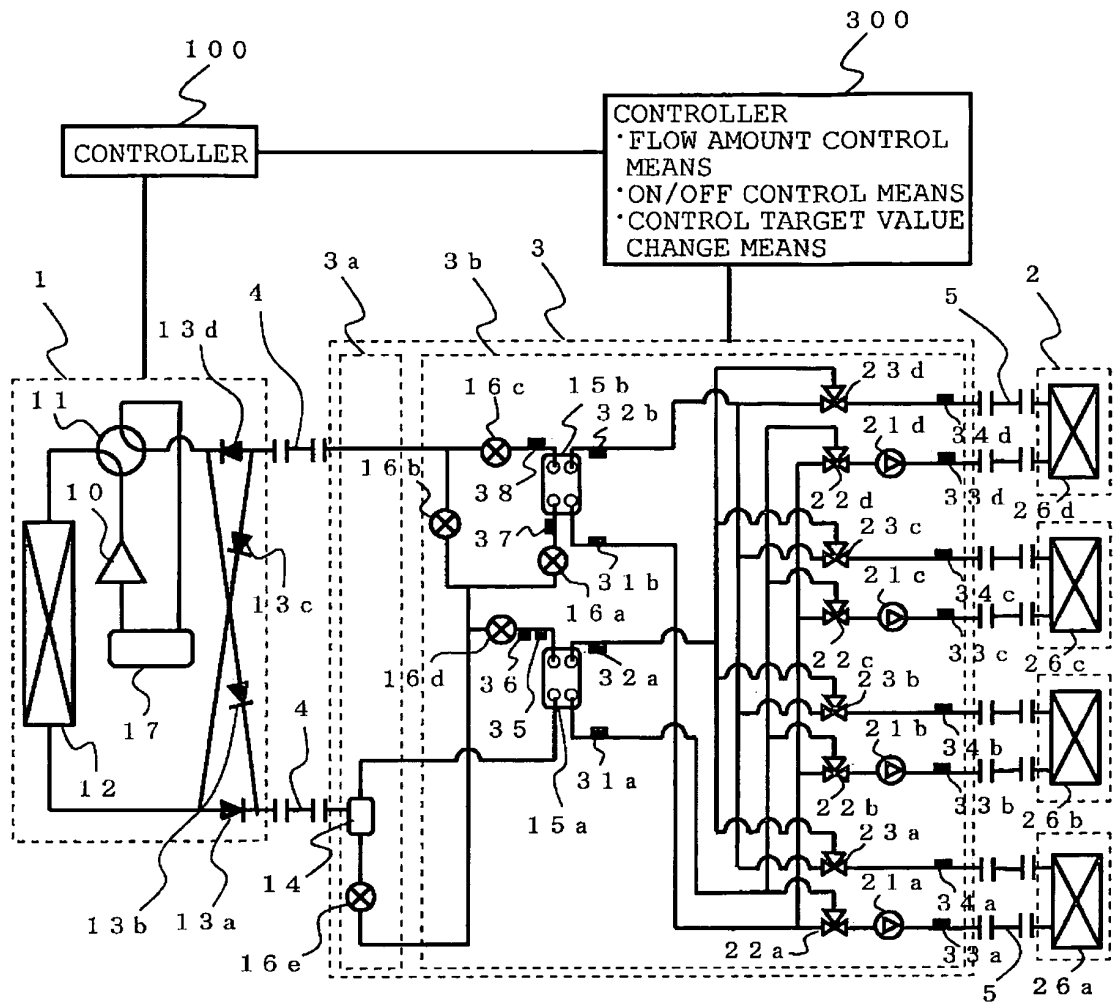 100
300
CONTROLLER
CONTROLLER
・FLOW AMOUNT CONTROL
MEANS
・ON/OFF CONTROL MEANS
・CONTROL TARGET VALUE
CHANGE MEANS
1
13d
4
3a
3b
3
5
2
11
16c
15b
32b
23d
21d
34d
10
16b
38
22d
33d
26d
13c
37
31b
16a
23c
21c
34c
16d
36
35
32a
22c
33c
26c
17
23b
21b
34b
12
4
31a
22b
33b
26b
14
15a
23a
21a
34a
13b
13a
16e
22a
33a
5
26a